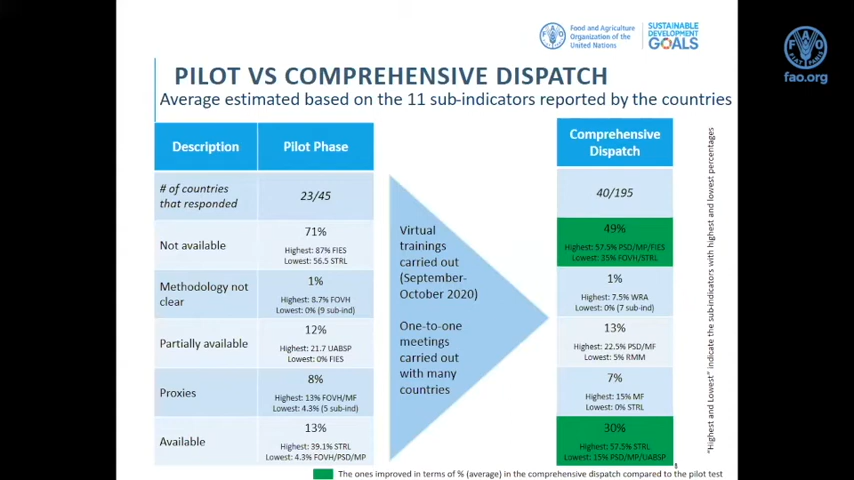 Food and Agriculture
Organization of the
United Nations
SUSTAINABLE
DEVELOPMENT
GOALS
FAO
FIAT PANIS
fao.org
PILOT VS COMPREHENSIVE DISPATCH
Average estimated based on the 11 sub-indicators reported by the countries
Description
Pilot Phase
# of countries
that responded
23/45
Not available
71%
Highest: 87% FIES
Lowest: 56.5 STRL
Methodology not
clear
1%
Highest: 8.7% FOVH
Lowest: 0% (9 sub-ind)
Partially available
12%
Highest: 21.7 UABSP
Lowest: 0% FIES
Proxies
8%
Highest: 13% FOVH/MF
Lowest: 4.3% (5 sub-ind)
Available
13%
Highest: 39.1% STRL
Lowest: 4.3% FOVH/PSD/MP
Virtual
trainings
carried out
(September-
October 2020)
One-to-one
meetings
carried out
with many
countries
Comprehensive
Dispatch
40/195
49%
Highest: 57.5% PSD/MP/FIES
Lowest: 35% FOVH/STRL
1%
Highest: 7.5% WRA
Lowest: 0% (7 sub-ind)
13%
Highest: 22.5% PSD/MF
Lowest: 5% RMM
7%
Highest: 15% MF
Lowest: 0% STRL
30%
Highest: 57.5% STRL
Lowest: 15% PSD/MP/UABSP
"Highest and Lowest" indicate the sub-indicators with highest and lowest percentages
The ones improved in terms of % (average) in the comprehensive dispatch compared to the pilot test